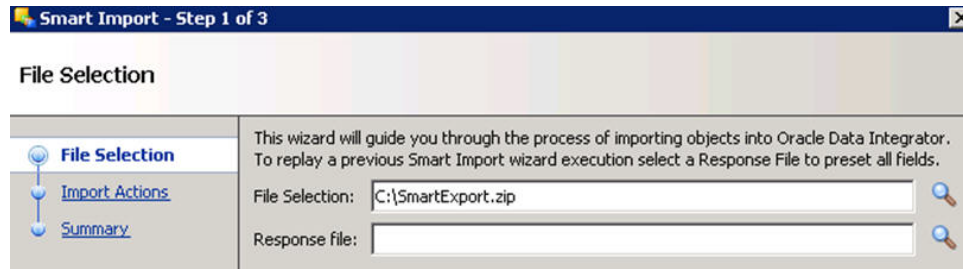 Smart Import - Step 1 of 3
File Selection
File Selection
Import Actions
Summary
This wizard will guide you through the process of importing objects into Oracle Data Integrator.
To replay a previous Smart Import wizard execution select a Response File to preset all fields.
File Selection: C:\SmartExport.zip
Response file: